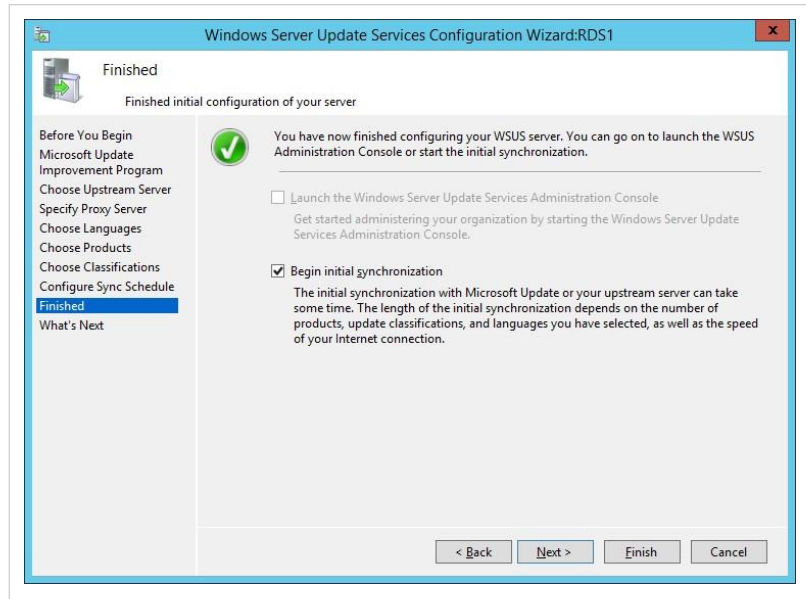 Windows Server Update Services Configuration Wizard:RDS1
x
Finished
Finished initial configuration of your server
Before You Begin
Microsoft Update
Improvement Program
Choose Upstream Server
Specify Proxy Server
Choose Languages
Choose Products
Choose Classifications
Configure Sync Schedule
Finished
What's Next
You have now finished configuring your WSUS server. You can go on to launch the WSUS
Administration Console or start the initial synchronization.
Launch the Windows Server Update Services Administration Console
Get started administering your organization by starting the Windows Server Update
Services Administration Console.
Begin initial synchronization
The initial synchronization with Microsoft Update or your upstream server can take
some time. The length of the initial synchronization depends on the number of
products, update classifications, and languages you have selected, as well as the speed
of your Internet connection.
< Back
Next >
Finish
Cancel